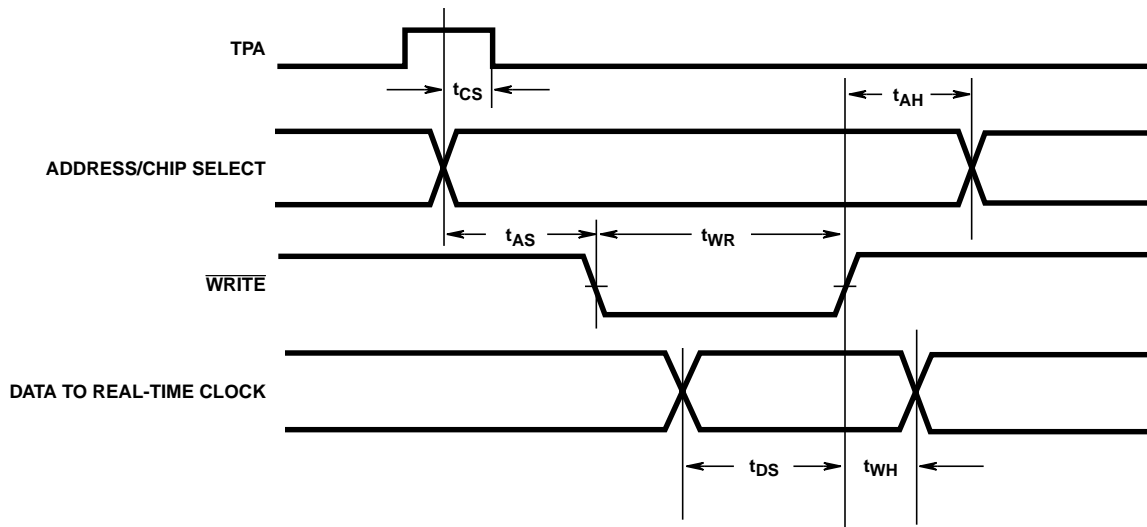 TPA
tCS
tAH
ADDRESS/CHIP SELECT
tAS
tWR
WRITE
DATA TO REAL-TIME CLOCK
tDS
tWH